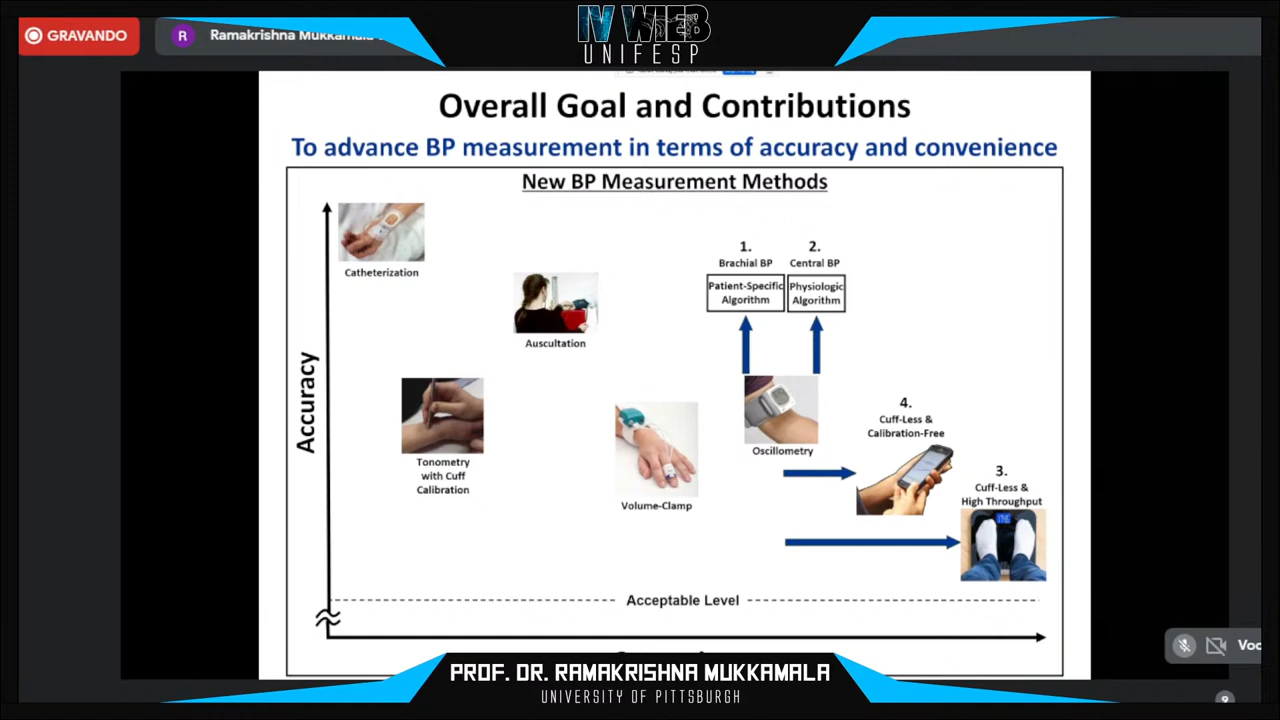 GRAVANDO
R
Ramakrishna Mukkamala
IV WEB
UNIFESP
Overall Goal and Contributions
To advance BP measurement in terms of accuracy and convenience
New BP Measurement Methods
Catheterization
Auscultation
1.
Brachial BP
Patient-Specific
Algorithm
2.
Central BP
Physiologic
Algorithm
Accuracy
Tonometry
with Cuff
Calibration
Volume-Clamp
Oscillometry
4.
Cuff-Less &
Calibration-Free
3.
Cuff-Less &
High Throughput
Acceptable Level
Voc
PROF. DR. RAMAKRISHNA MUKKAMALA
UNIVERSITY OF PITTSBURGH